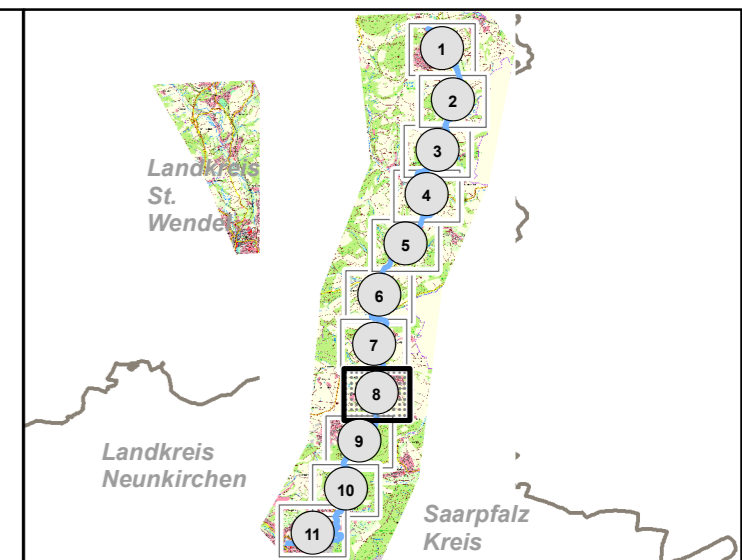 1
2
3
Landkreis
St.
Wendel
4
5
6
7
8
9
Landkreis
Neunkirchen
10
Saarpfalz
Kreis
11